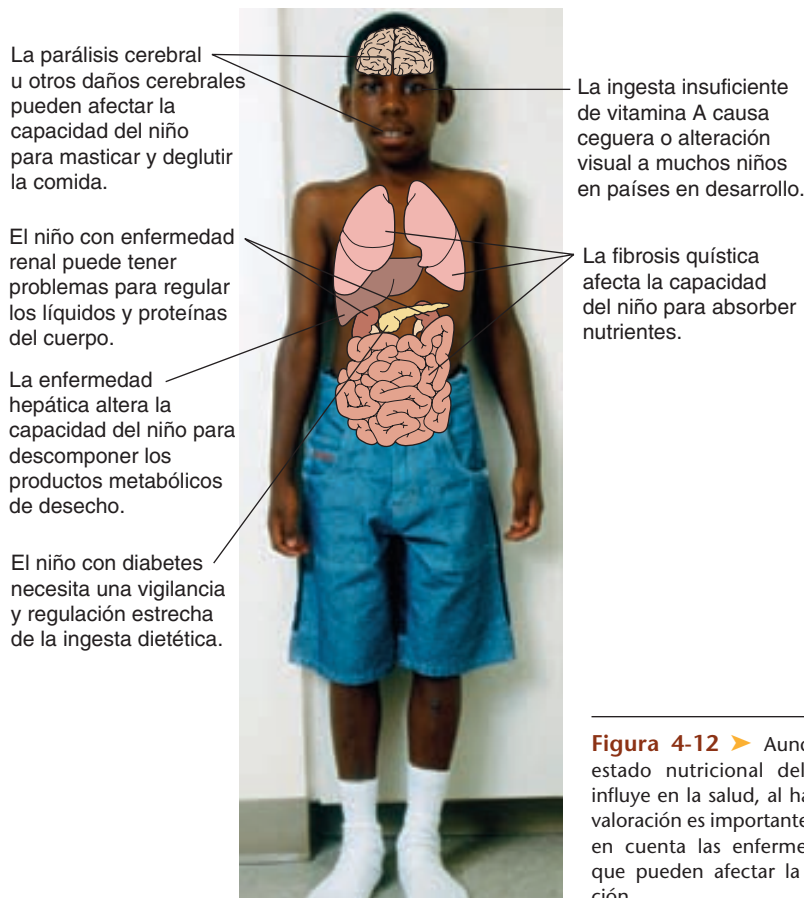 La parálisis cerebral
u otros daños cerebrales
pueden afectar la
capacidad del niño
para masticar y deglutir
la comida.
El niño con enfermedad
renal puede tener
problemas para regular
los líquidos y proteínas
del cuerpo.
La enfermedad
hepática altera la
capacidad del niño para
descomponer los
productos metabólicos
de desecho.
El niño con diabetes
necesita una vigilancia
y regulación estrecha
de la ingesta dietética.
La ingesta insuficiente
de vitamina A causa
ceguera o alteración
visual a muchos niños
en países en desarrollo.
La fibrosis quística
afecta la capacidad
del niño para absorber
nutrientes.
Figura 4-12 ➤ Aunq
estado nutricional del
influye en la salud, al ha
valoración es importante
en cuenta las enferme
que pueden afectar la
ción.